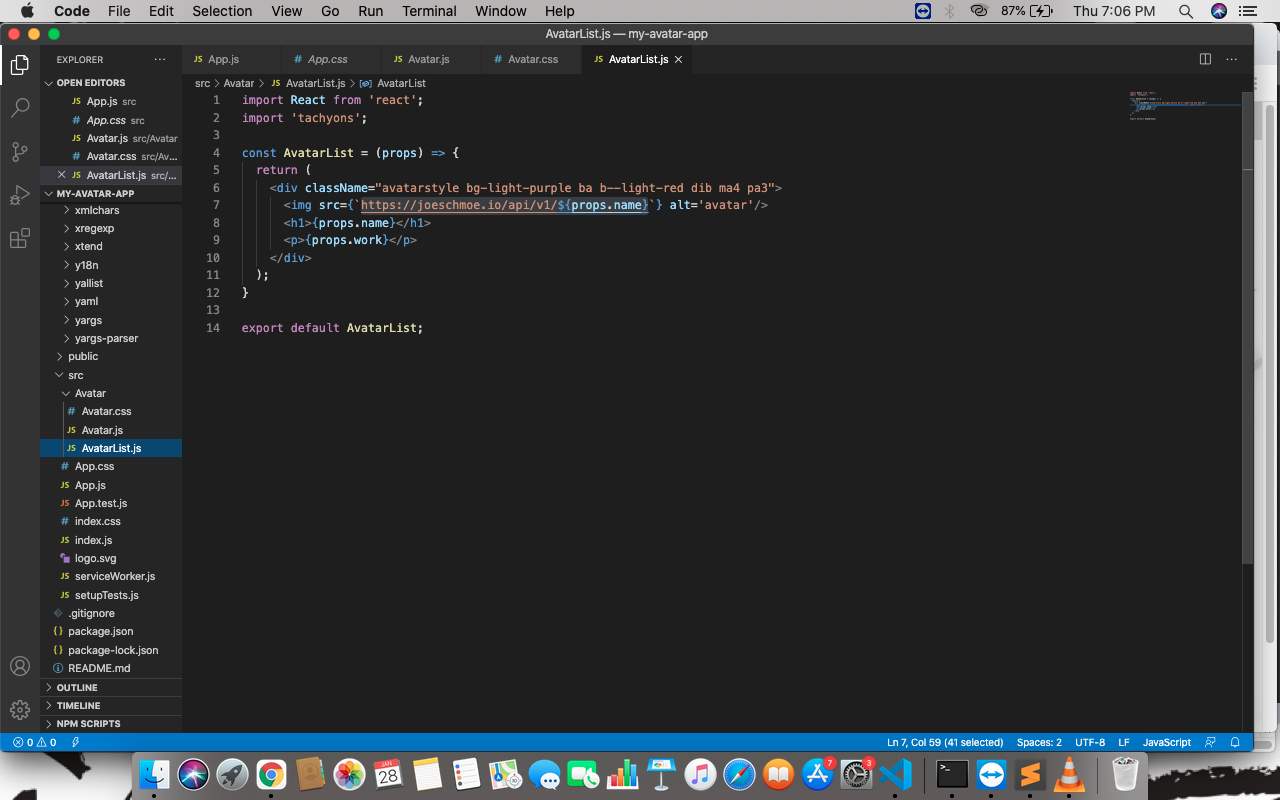 Code File Edit Selection View Go Run Terminal Window Help 87% Thu 7:06 PM
AvatarList.js — my-avatar-app
EXPLORER
OPEN EDITORS
JS App.js src
# App.css src
JS Avatar.js src/Avatar
# Avatar.css src/Av...
JS AvatarList.js src/...
MY-AVATAR-APP
xmlchars
xregexp
xtend
y18n
yallist
yaml
yargs
yargs-parser
public
src
Avatar
# Avatar.css
JS Avatar.js
JS AvatarList.js
# App.css
JS App.js
JS App.test.js
# index.css
JS index.js
logo.svg
JS serviceWorker.js
JS setupTests.js
.gitignore
{} package.json
{} package-lock.json
README.md
OUTLINE
TIMELINE
NPM SCRIPTS
JS App.js # App.css JS Avatar.js # Avatar.css JS AvatarList.js
src > Avatar > JS AvatarList.js > AvatarList
1 import React from 'react';
2 import 'tachyons';
3
4 const AvatarList = (props) => {
5 return (
6 <div className="avatarstyle bg-light-purple ba b--light-red dib ma4 pa3">
7 <img src={`https://joeschmoe.io/api/v1/${props.name}`} alt='avatar'/>
8 <h1>{props.name}</h1>
9 <p>{props.work}</p>
10 </div>
11 );
12 }
13
14 export default AvatarList;
0 0 Ln 7, Col 59 (41 selected) Spaces: 2 UTF-8 LF JavaScript
JAN
28
7
3